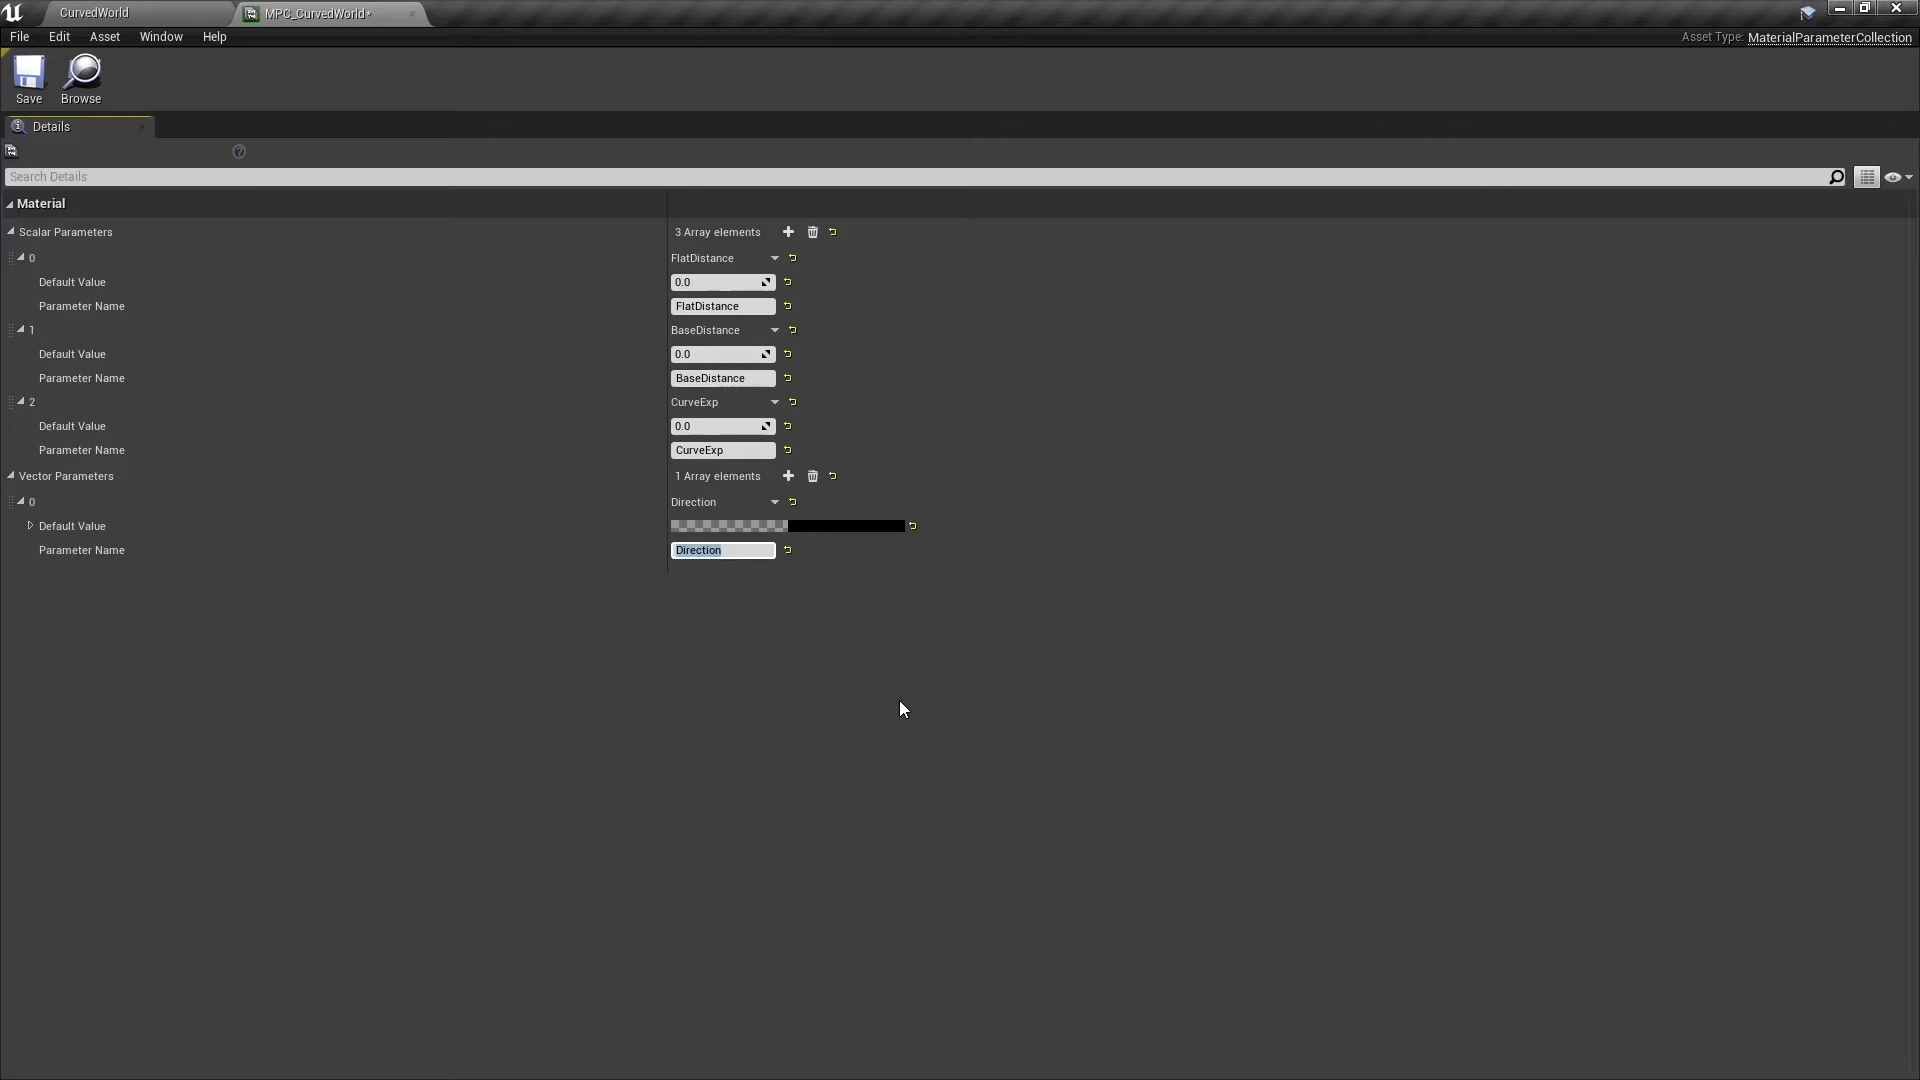 CurvedWorld
MPC_CurvedWorld*
File Edit Asset Window Help
Asset Type: MaterialParameterCollection
Save Browse
Details
Search Details
Material
Scalar Parameters 3 Array elements
0 FlatDistance
Default Value 0.0
Parameter Name FlatDistance
1 BaseDistance
Default Value 0.0
Parameter Name BaseDistance
2 CurveExp
Default Value 0.0
Parameter Name CurveExp
Vector Parameters 1 Array elements
0 Direction
Default Value
Parameter Name Direction